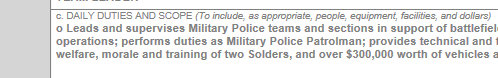 c. DAILY DUTIES AND SCOPE (To include, as appropriate, people, equipment, facilities, and dollars)
o Leads and supervises Military Police teams and sections in support of
operations; performs duties as Military Police Patrolman; provides technical and
welfare, morale and training of two Solders, and over $300,000 worth of vehicles